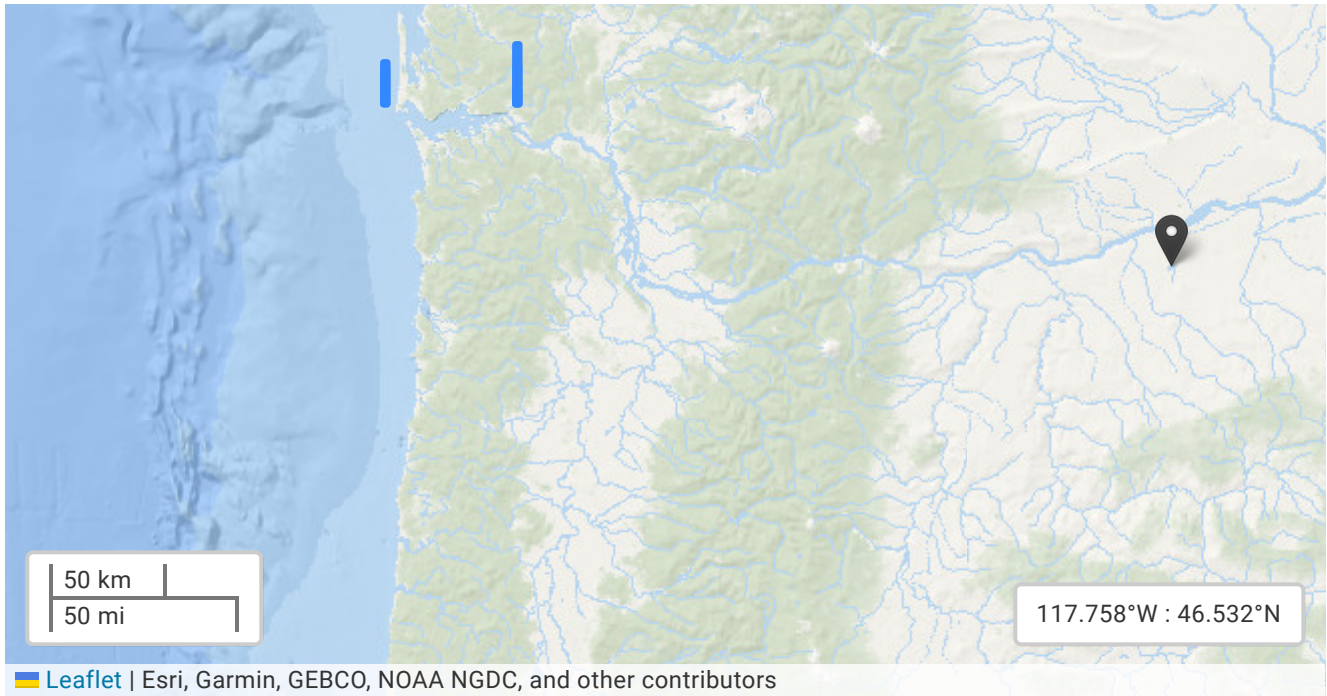 50 km
50 mi
117.758°W : 46.532°N
Leaflet | Esri, Garmin, GEBCO, NOAA NGDC, and other contributors